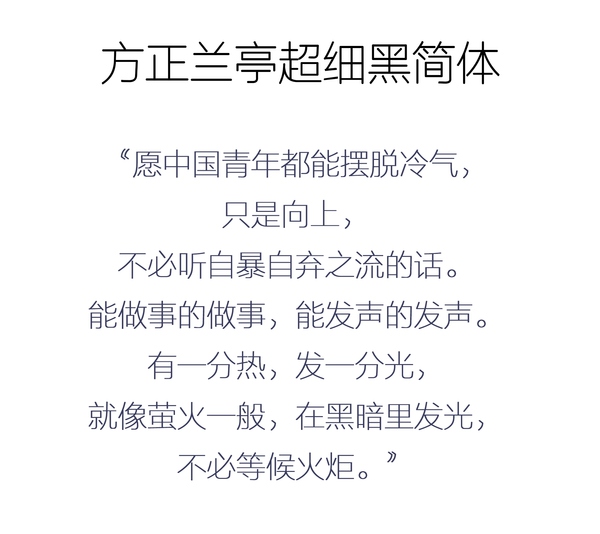 方正兰亭超细黑简体
“愿中国青年都能摆脱冷气，
只是向上，
不必听自暴自弃之流的话。
能做事的做事，能发声的发声。
有一分热，发一分光，
就像萤火一般，在黑暗里发光，
不必等候火炬。”